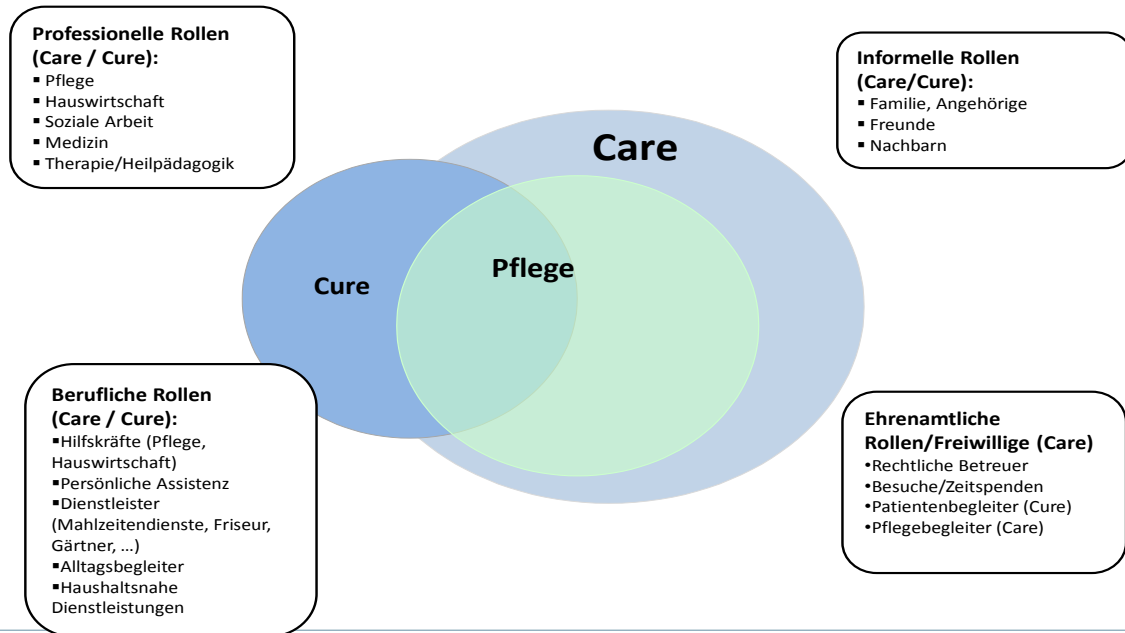 Professionelle Rollen
(Care / Cure):
▪ Pflege
▪ Hauswirtschaft
▪ Soziale Arbeit
▪ Medizin
▪ Therapie/Heilpädagogik
Informelle Rollen
(Care/Cure):
▪ Familie, Angehörige
▪ Freunde
▪ Nachbarn
Care
Pflege
Cure
Berufliche Rollen
(Care / Cure):
▪Hilfskräfte (Pflege,
Hauswirtschaft)
▪Persönliche Assistenz
▪Dienstleister
(Mahlzeitendienste, Friseur,
Gärtner, …)
▪Alltagsbegleiter
▪Haushaltsnahe
Dienstleistungen
Ehrenamtliche
Rollen/Freiwillige (Care)
•Rechtliche Betreuer
•Besuche/Zeitspenden
•Patientenbegleiter (Cure)
•Pflegebegleiter (Care)